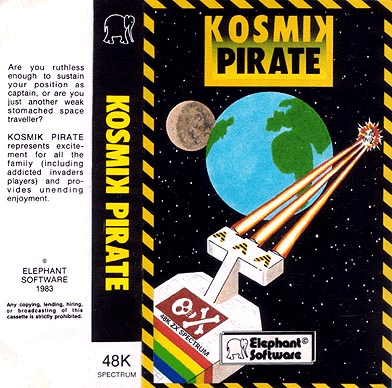 Are you ruthless
enough to sustain
your position as
captain, or are you
just another weak
stomached space
traveller?
KOSMIK PIRATE
represents excite-
ment for all the
family (including
addicted invaders
players) and pro-
vides unending
enjoyment.
©
ELEPHANT
SOFTWARE
1983
Any copying, lending, hiring,
or broadcasting of this
cassette is strictly prohibited.
KOSMIK PIRATE
48K
SPECTRUM
KOSMIK
PIRATE
48K ZX SPECTRUM
Elephant©
Software